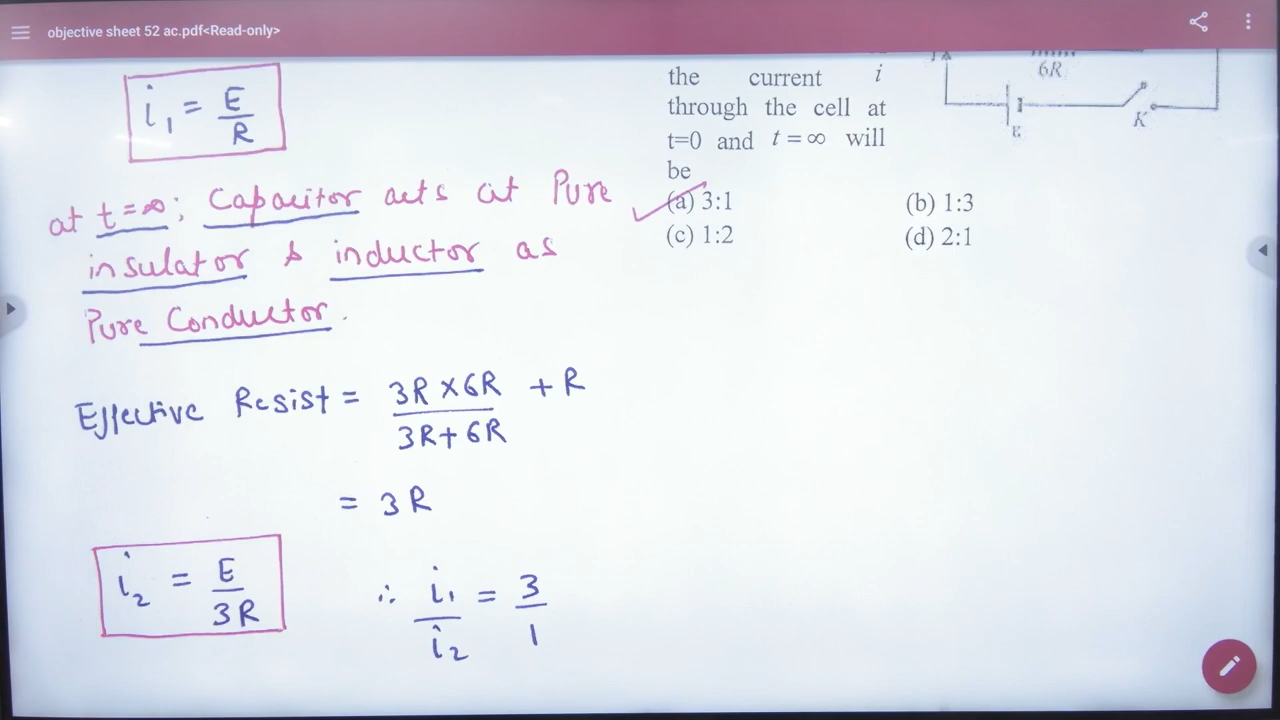 objective sheet 52 ac.pdf<Read-only>
i₁ = E/R
at t=∞; Capacitor acts at Pure
insulator & inductor as
Pure Conductor.
Effective Resist = 3R×6R/3R+6R + R
= 3R
i₂ = E/3R
∴ i₁/i₂ = 3/1
the current i
through the cell at
t=0 and t = ∞ will
be
(a) 3:1 (b) 1:3
(c) 1:2 (d) 2:1
6R
E
K